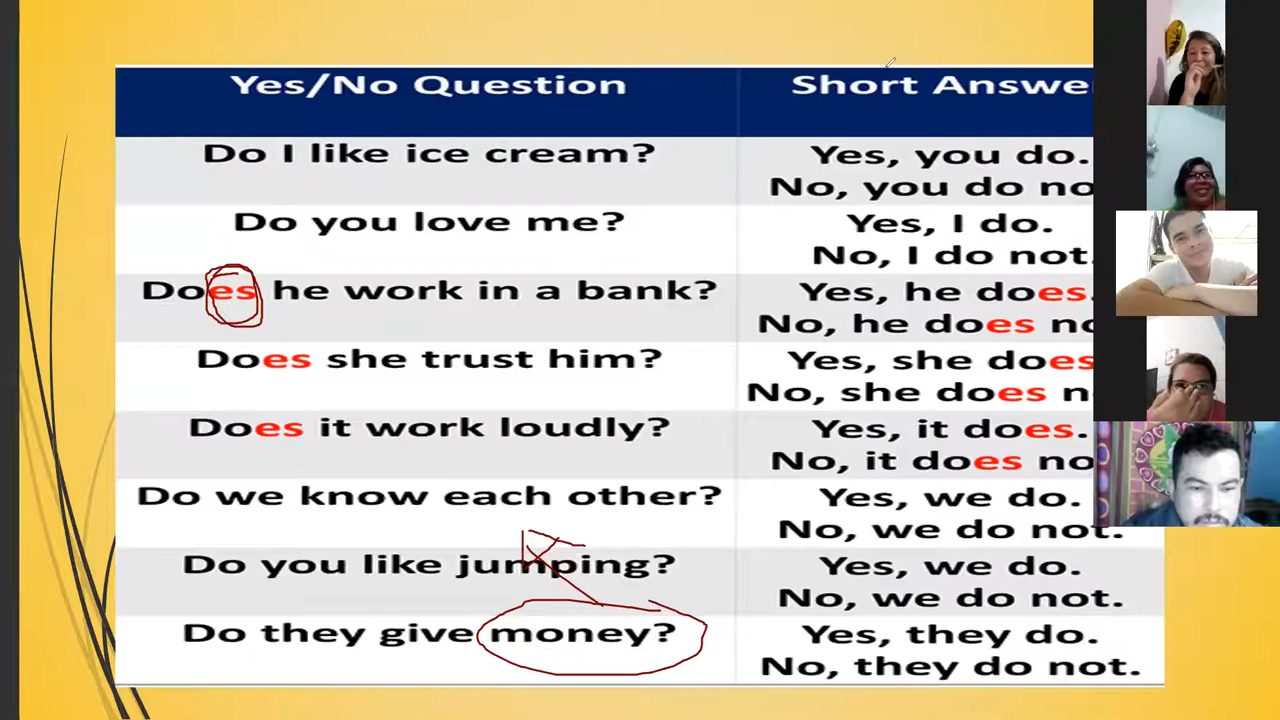 Yes/No Question
Short Answe
Do I like ice cream?
Yes, you do.
No, you do no
Do you love me?
Yes, I do.
No, I do not.
Does he work in a bank?
Yes, he does.
No, he does no
Does she trust him?
Yes, she does
No, she does n
Does it work loudly?
Yes, it does.
No, it does no
Do we know each other?
Yes, we do.
No, we do not.
Do you like jumping?
Yes, we do.
No, we do not.
Do they give money?
Yes, they do.
No, they do not.